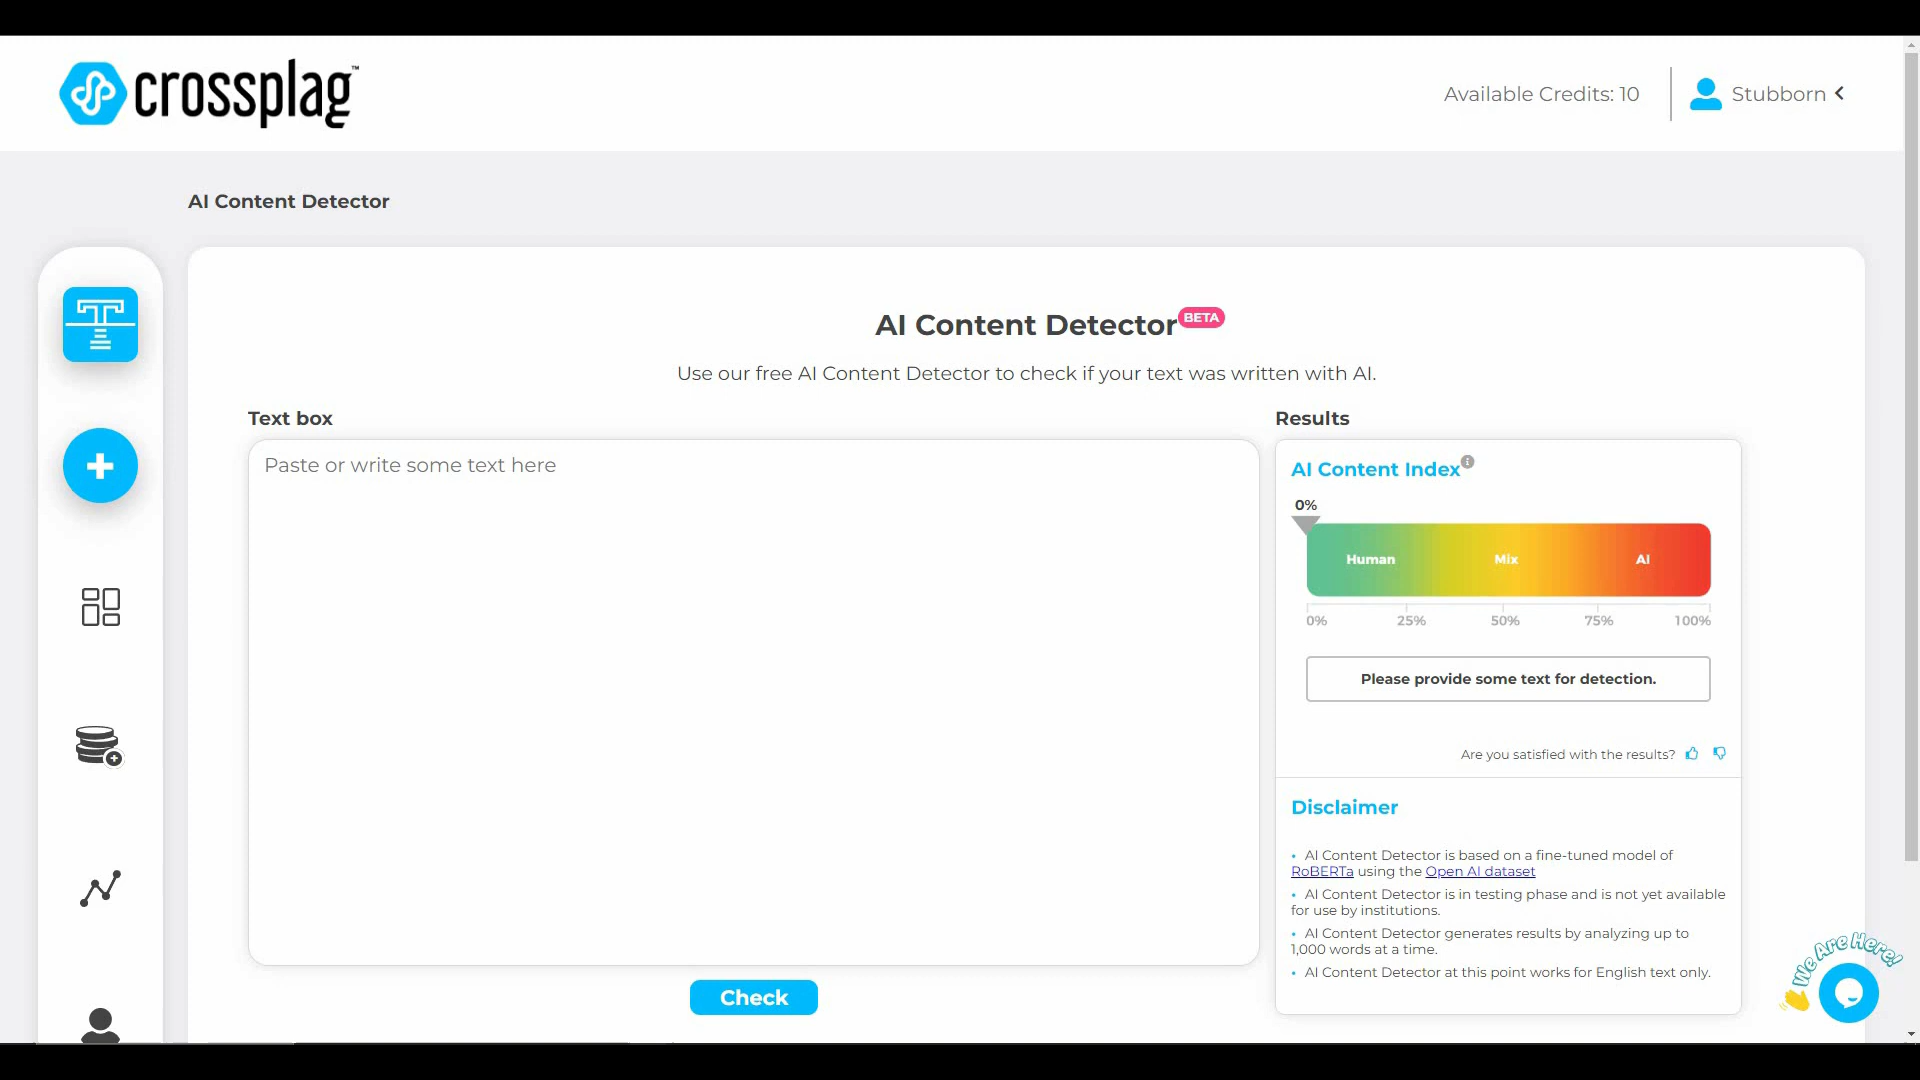 crossplag™
Available Credits: 10
Stubborn
AI Content Detector
AI Content Detector BETA
Use our free AI Content Detector to check if your text was written with AI.
Text box
Paste or write some text here
Check
Results
AI Content Index
0%
Human Mix AI
0% 25% 50% 75% 100%
Please provide some text for detection.
Are you satisfied with the results?
Disclaimer
• AI Content Detector is based on a fine-tuned model of
RoBERTa using the Open AI dataset
• AI Content Detector is in testing phase and is not yet available
for use by institutions.
• AI Content Detector generates results by analyzing up to
1,000 words at a time.
• AI Content Detector at this point works for English text only.
We Are Here!